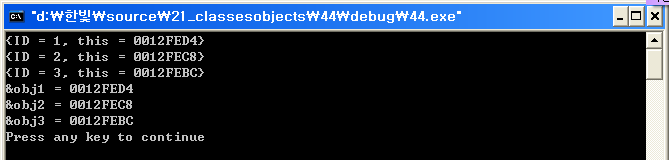 "d:₩한빛₩source₩21_classesobjects₩44₩debug₩44.exe"
{ID = 1, this = 0012FED4}
{ID = 2, this = 0012FEC8}
{ID = 3, this = 0012FEBC}
&obj1 = 0012FED4
&obj2 = 0012FEC8
&obj3 = 0012FEBC
Press any key to continue